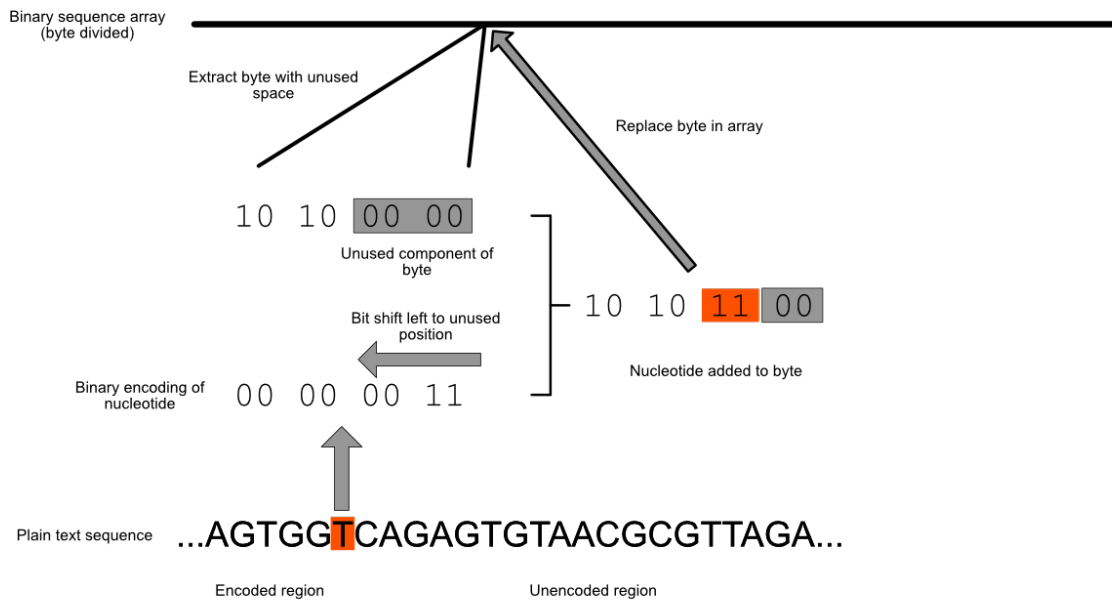 Binary sequence array
(byte divided)
Extract byte with unused
space
Replace byte in array
10 10 00 00
Unused component of
byte
10 10 11 00
Bit shift left to unused
position
Nucleotide added to byte
Binary encoding of
nucleotide
00 00 00 11
Plain text sequence
...AGTGGTCAGAGTGTAACGCGTTAGA...
Encoded region
Unencoded region